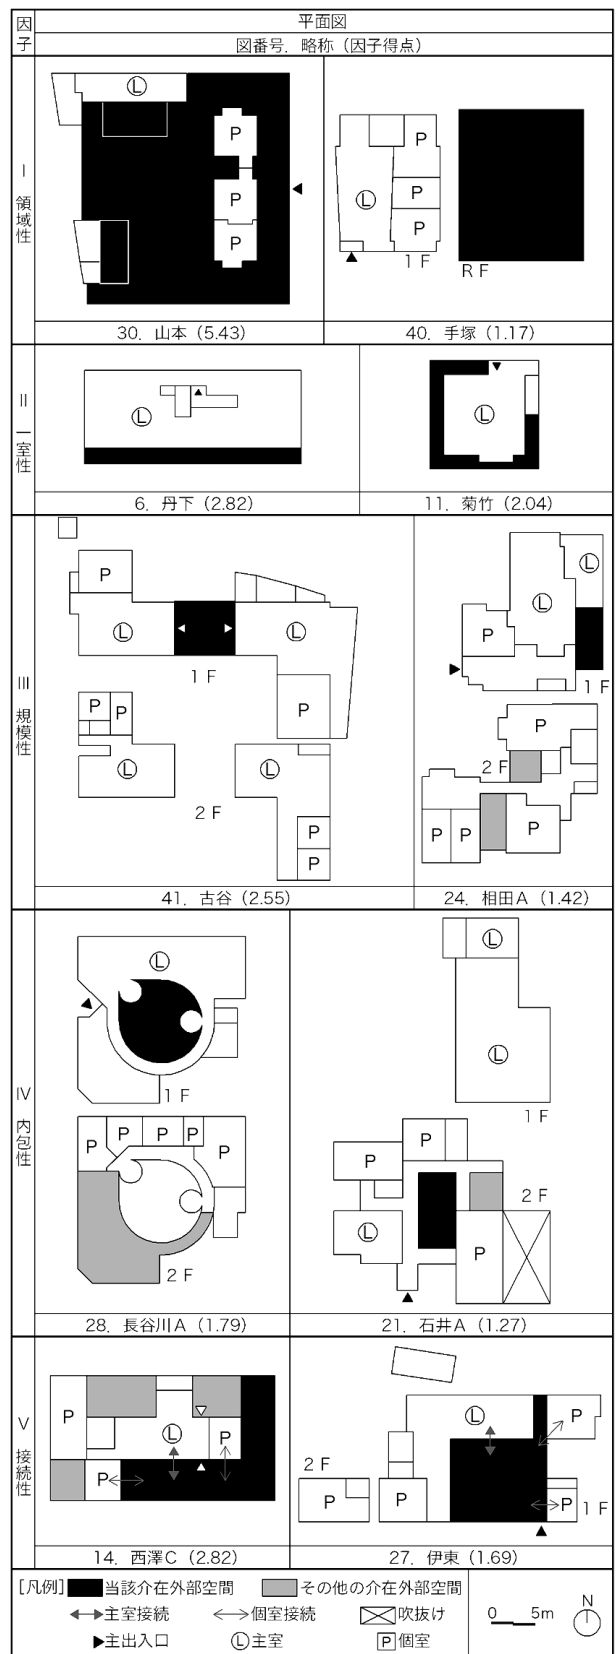 因子
平面図
図番号．略称（因子得点）
Ⅰ 領域性
L
P
P
P
30．山本（5.43）
P
L
P
P
1F
RF
40．手塚（1.17）
Ⅱ 一室性
L
6．丹下（2.82）
L
11．菊竹（2.04）
Ⅲ 規模性
P
L
L
1F
P
P P
L
L
2F
P
P
41．古谷（2.55）
L
L
P
1F
P
2F
P P
P
24．相田A（1.42）
Ⅳ 内包性
L
1F
P P P P P
2F
28．長谷川A（1.79）
L
L
1F
P
P
2F
L
P
21．石井A（1.27）
Ⅴ 接続性
P
L
P
P
14．西澤C（2.82）
L
P
2F
P
P
P
1F
27．伊東（1.69）
[凡例] 当該介在外部空間 その他の介在外部空間
主室接続 個室接続 吹抜け
主出入口 L主室 P個室
0 5m
N